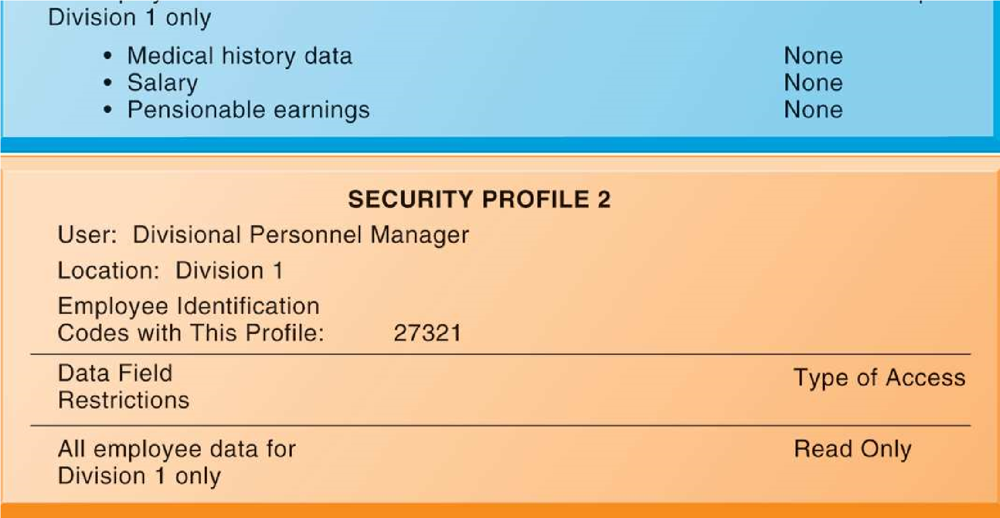 Division 1 only
• Medical history data None
• Salary None
• Pensionable earnings None
SECURITY PROFILE 2
User: Divisional Personnel Manager
Location: Division 1
Employee Identification
Codes with This Profile: 27321
Data Field
Restrictions
Type of Access
All employee data for
Division 1 only
Read Only